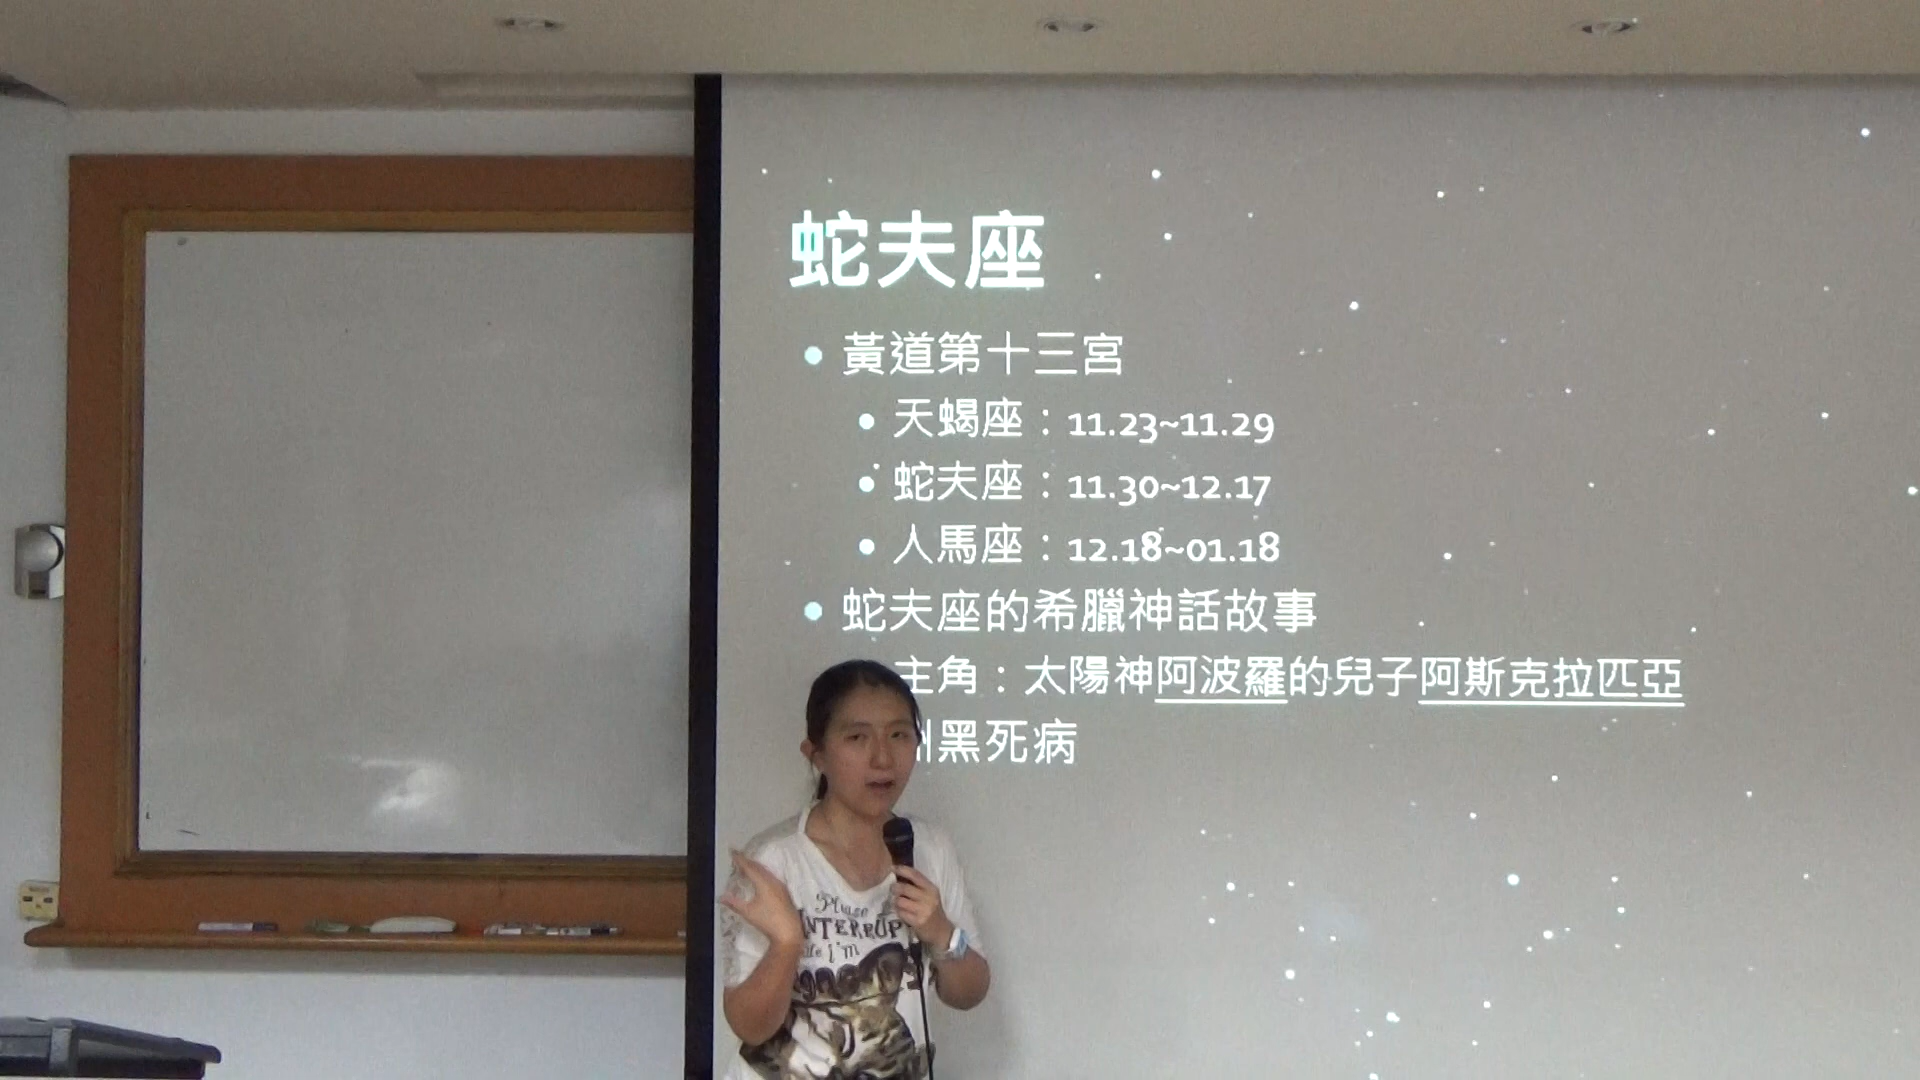 蛇夫座
黃道第十三宮
天蝎座：11.23~11.29
蛇夫座：11.30~12.17
人馬座：12.18~01.18
蛇夫座的希臘神話故事
主角：太陽神阿波羅的兒子阿斯克拉匹亞
黑死病
Please
INTERRUP
I'm